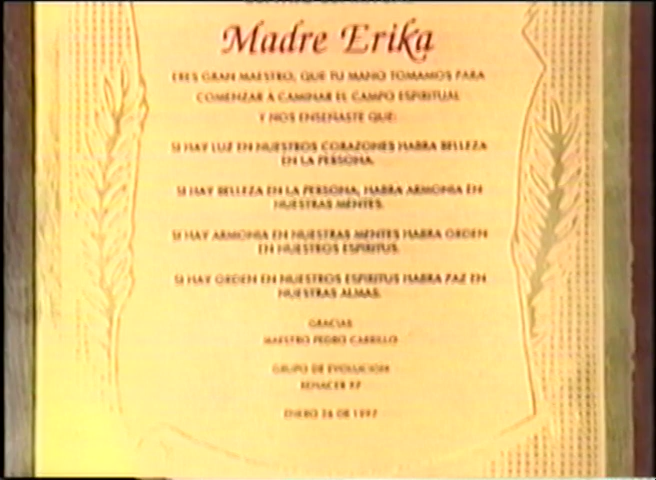 Madre Erika
ERES GRAN MAESTRO, QUE TU MANO TOMAMOS PARA
COMENZAR A CAMINAR EL CAMPO ESPIRITUAL
Y NOS ENSEÑASTE QUE:
SI HAY LUZ EN NUESTROS CORAZONES HABRA BELLEZA
EN LA PERSONA.
SI HAY BELLEZA EN LA PERSONA, HABRA ARMONIA EN
NUESTRAS MENTES.
SI HAY ARMONIA EN NUESTRAS MENTES HABRA ORDEN
EN NUESTROS ESPIRITUS.
SI HAY ORDEN EN NUESTROS ESPIRITUS HABRA PAZ EN
NUESTRAS ALMAS.
GRACIAS
MAESTRO PEDRO CARRILLO
GRUPO DE EVOLUCION
RENACER 97
ENERO 26 DE 1997